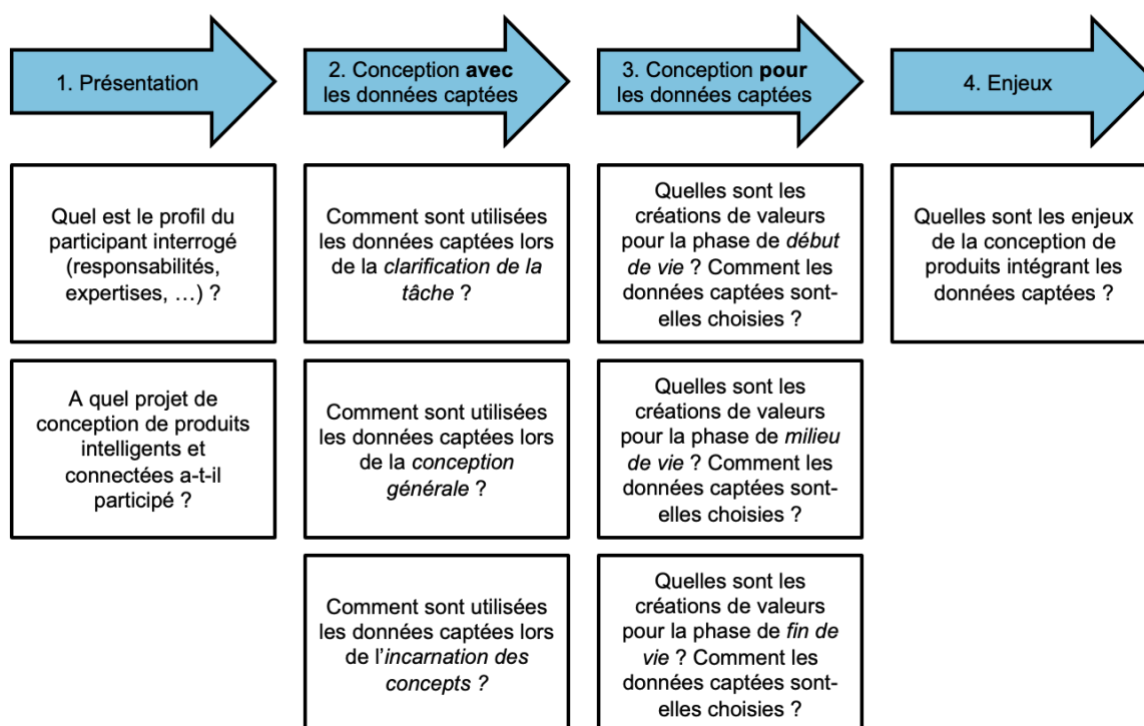 1. Présentation
2. Conception avec
les données captées
3. Conception pour
les données captées
4. Enjeux
Quel est le profil du
participant interrogé
(responsabilités,
expertises, …) ?
Comment sont utilisées
les données captées lors
de la clarification de la
tâche ?
Quelles sont les
créations de valeurs
pour la phase de début
de vie ? Comment les
données captées sont-
elles choisies ?
Quelles sont les enjeux
de la conception de
produits intégrant les
données captées ?
A quel projet de
conception de produits
intelligents et
connectées a-t-il
participé ?
Comment sont utilisées
les données captées lors
de la conception
générale ?
Quelles sont les
créations de valeurs
pour la phase de milieu
de vie ? Comment les
données captées sont-
elles choisies ?
Comment sont utilisées
les données captées lors
de l'incarnation des
concepts ?
Quelles sont les
créations de valeurs
pour la phase de fin de
vie ? Comment les
données captées sont-
elles choisies ?